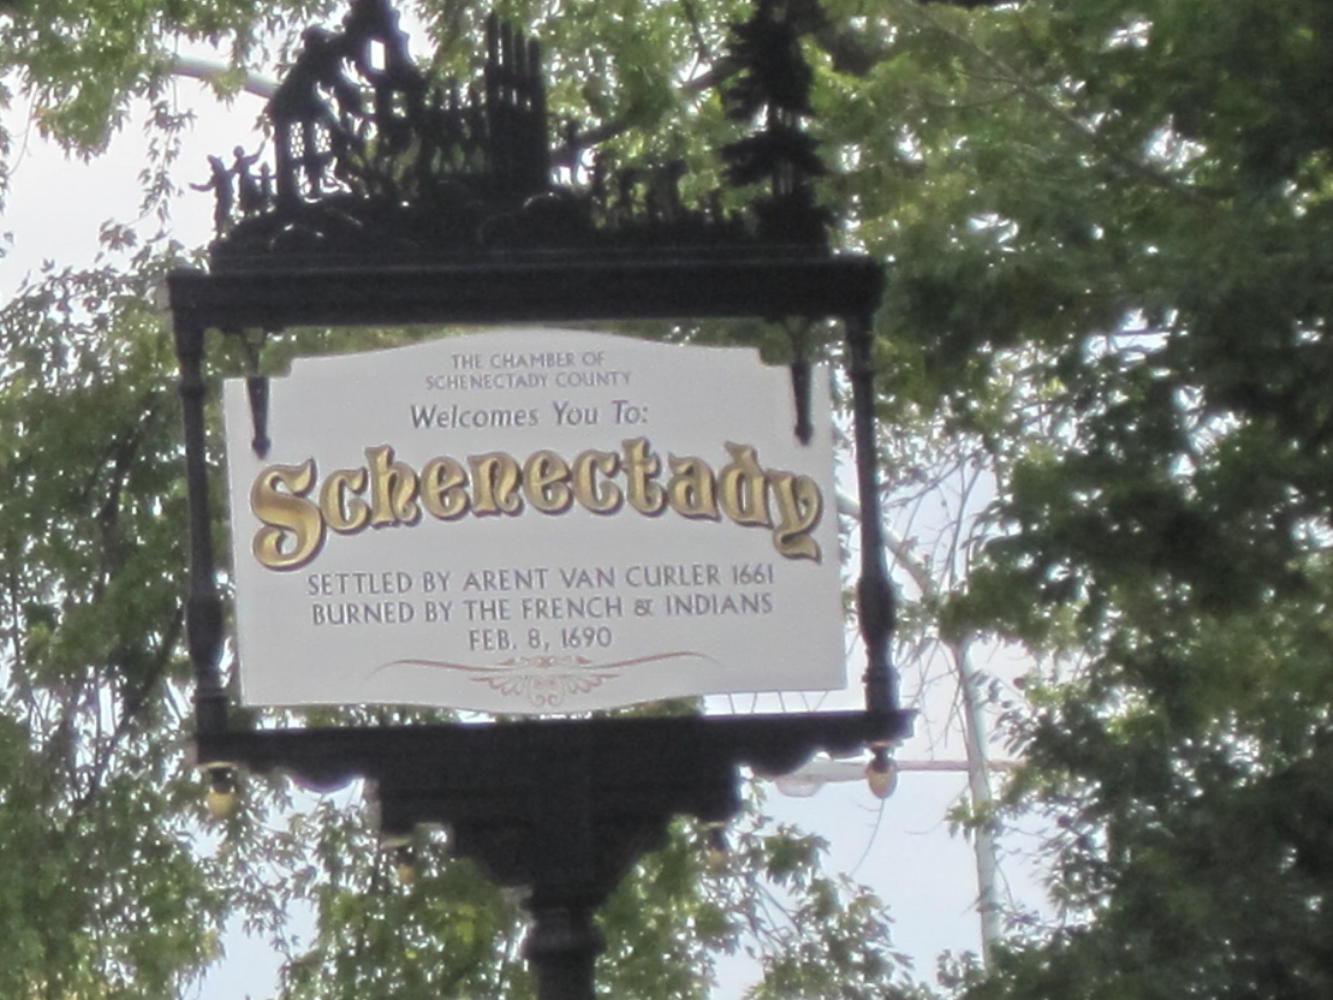 THE CHAMBER OF
SCHENECTADY COUNTY
Welcomes You To:
Schenectady
SETTLED BY ARENT VAN CURLER 1661
BURNED BY THE FRENCH & INDIANS
FEB. 8, 1690